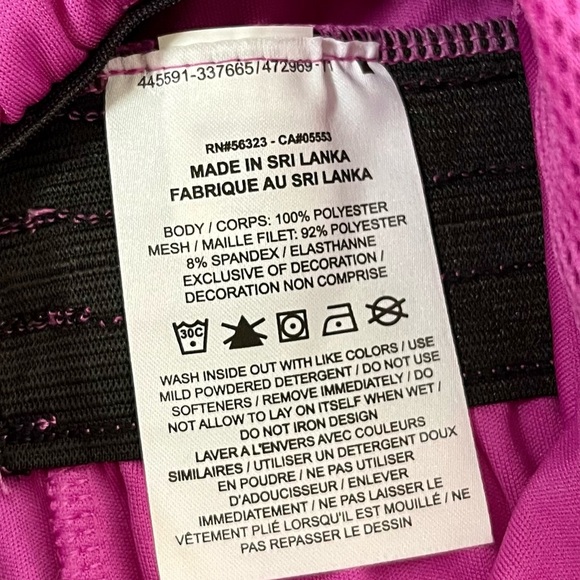 445591-337665/472969-11
RN#56323 - CA#05553
MADE IN SRI LANKA
FABRIQUE AU SRI LANKA
BODY / CORPS: 100% POLYESTER
MESH / MAILLE FILET: 92% POLYESTER
8% SPANDEX / ELASTHANNE
EXCLUSIVE OF DECORATION /
DECORATION NON COMPRISE
30C
WASH INSIDE OUT WITH LIKE COLORS / USE
MILD POWDERED DETERGENT / DO NOT USE
SOFTENERS / REMOVE IMMEDIATELY / DO
NOT ALLOW TO LAY ON ITSELF WHEN WET /
DO NOT IRON DESIGN
LAVER A L'ENVERS AVEC COULEURS
SIMILAIRES / UTILISER UN DETERGENT DOUX
EN POUDRE / NE PAS UTILISER
D'ADOUCISEUR / ENLEVER
IMMEDIATEMENT / NE PAS LAISSER LE
VÊTEMENT PLIÉ LORSQU'IL EST MOUILLÉ / NE
PAS REPASSER LE DESSIN